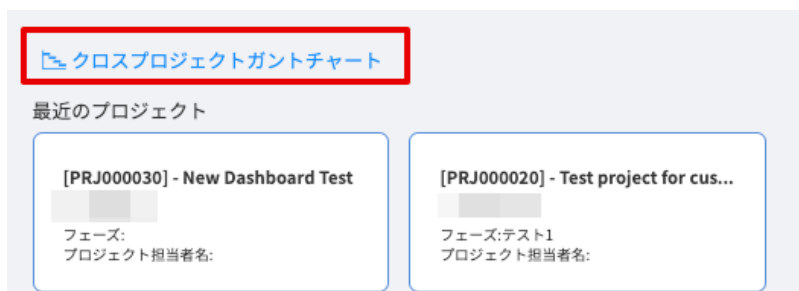 クロスプロジェクトガントチャート
最近のプロジェクト
[PRJ000030] - New Dashboard Test
フェーズ:
プロジェクト担当者名:
[PRJ000020] - Test project for cus...
フェーズ:テスト1
プロジェクト担当者名: